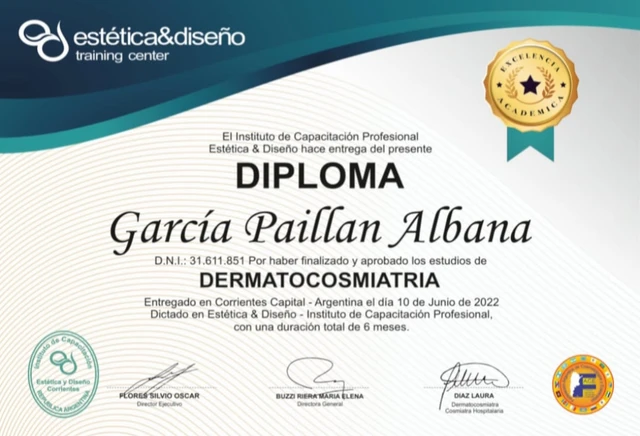 estética&diseño
training center
EXCELENCIA
ACADEMICA
El Instituto de Capacitación Profesional
Estética & Diseño hace entrega del presente
DIPLOMA
García Paillan Albana
D.N.I.: 31.611.851 Por haber finalizado y aprobado los estudios de
DERMATOCOSMIATRIA
Entregado en Corrientes Capital - Argentina el día 10 de Junio de 2022
Dictado en Estética & Diseño - Instituto de Capacitación Profesional,
con una duración total de 6 meses.
Instituto de Capacitación
Estética y Diseño
Corrientes
REPUBLICA ARGENTINA
FLORES SILVIO OSCAR
Director Ejecutivo
BUZZI RIERA MARIA ELENA
Directora General
DIAZ LAURA
Dermatocosmiatra
Cosmiatra Hospitalaria